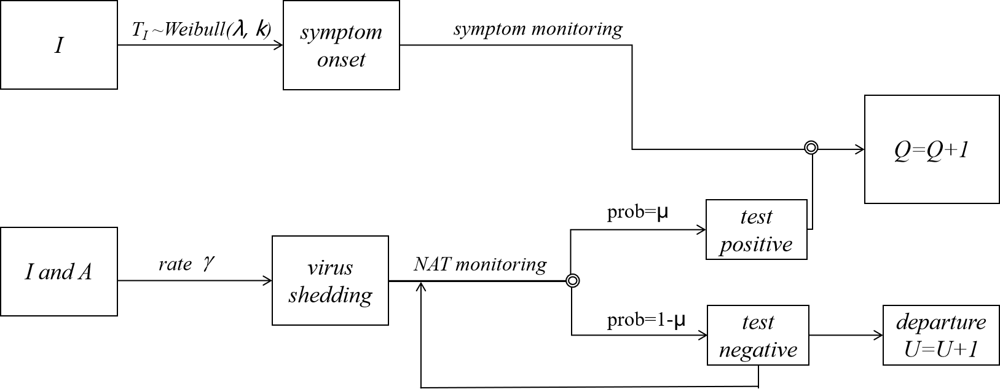 I
T_I ~Weibull(λ, k)
symptom
onset
symptom monitoring
Q=Q+1
I and A
rate γ
virus
shedding
NAT monitoring
prob=μ
test
positive
prob=1-μ
test
negative
departure
U=U+1